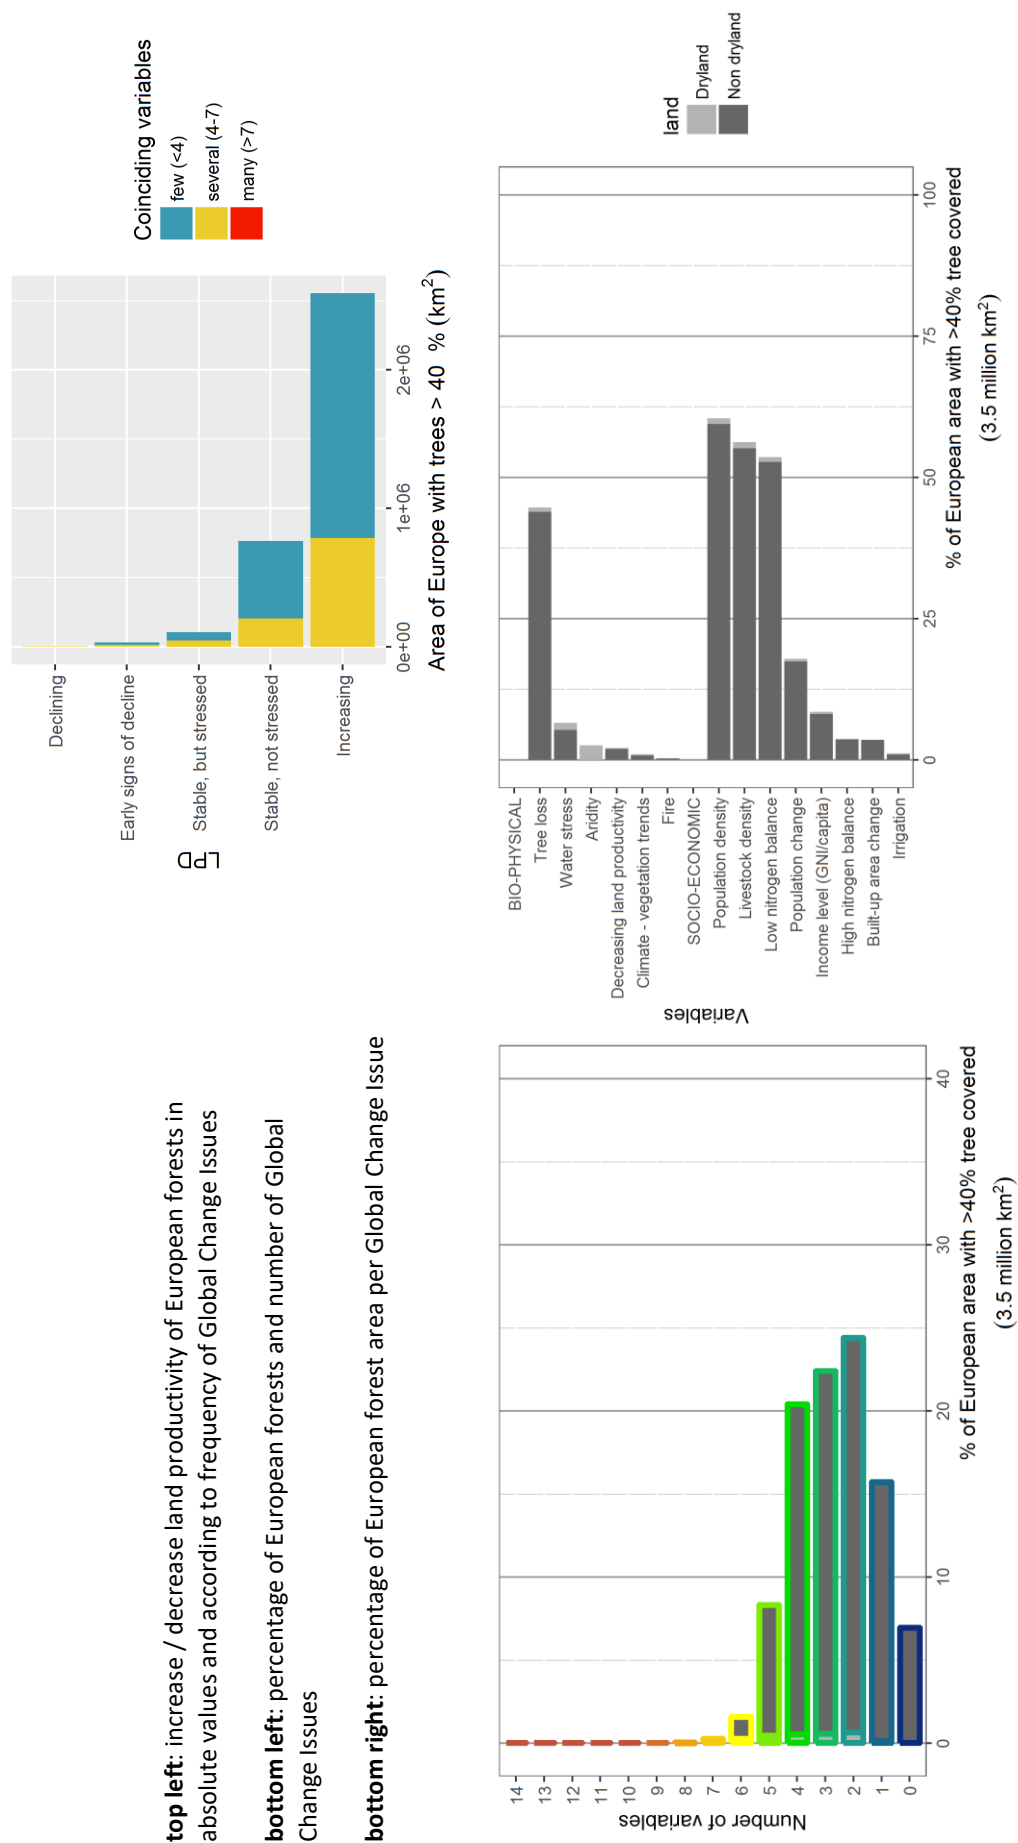 top left: increase / decrease land productivity of European forests in
absolute values and according to frequency of Global Change Issues
bottom left: percentage of European forests and number of Global
Change Issues
bottom right: percentage of European forest area per Global Change Issue
LPD
Declining
Early signs of decline
Stable, but stressed
Stable, not stressed
Increasing
0e+00
1e+06
2e+06
Area of Europe with trees > 40 % (km²)
Coinciding variables
few (<4)
several (4-7)
many (>7)
Number of variables
14
13
12
11
10
9
8
7
6
5
4
3
2
1
0
0
10
20
30
40
% of European area with >40% tree covered
(3.5 million km²)
Variables
BIO-PHYSICAL
Tree loss
Water stress
Aridity
Decreasing land productivity
Climate - vegetation trends
Fire
SOCIO-ECONOMIC
Population density
Livestock density
Low nitrogen balance
Population change
Income level (GNI/capita)
High nitrogen balance
Built-up area change
Irrigation
0
25
50
75
100
% of European area with >40% tree covered
(3.5 million km²)
land
Dryland
Non dryland